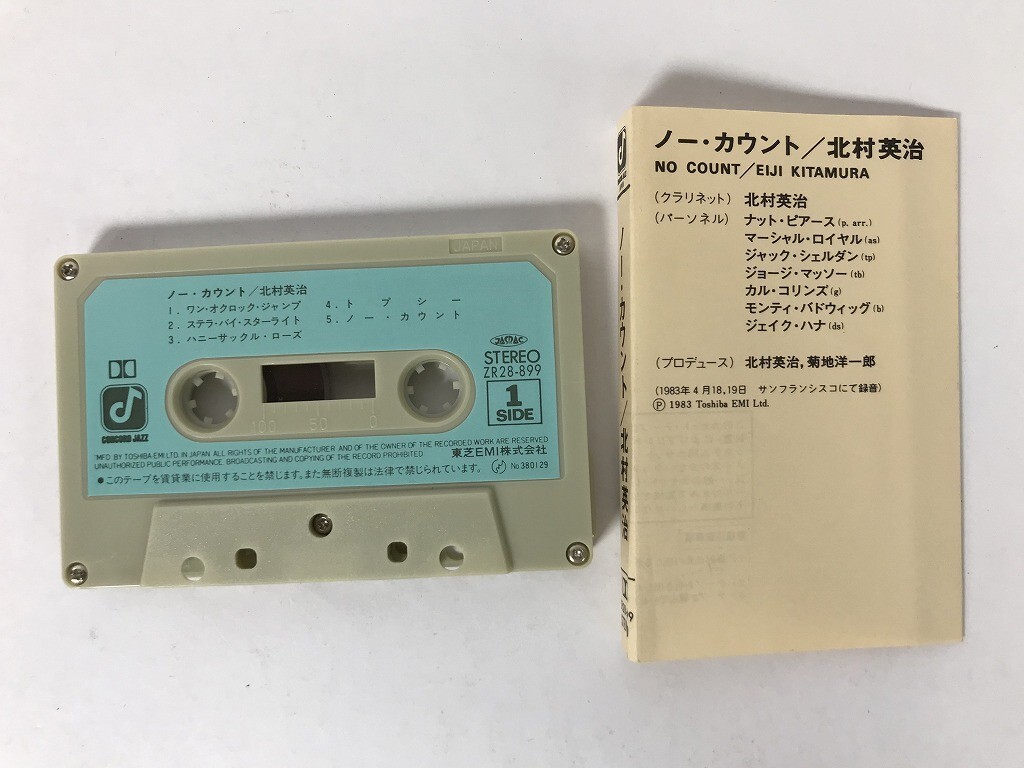 JAPAN
ノー・カウント/北村英治
1. ワン・オクロック・ジャンプ
2. ステラ・バイ・スターライト
3. ハニーサックル・ローズ
4. トプシー
5. ノー・カウント
JASRAC
STEREO
ZR28-899
1
SIDE
CONCORD JAZZ
100 50 0
MFD BY TOSHIBA-EMI LTD. IN JAPAN ALL RIGHTS OF THE MANUFACTURER AND OF THE OWNER OF THE RECORDED WORK ARE RESERVED
UNAUTHORIZED PUBLIC PERFORMANCE. BROADCASTING AND COPYING OF THE RECORD PROHIBITED
東芝EMI株式会社
●このテープを賃貸業に使用することを禁じます。また無断複製は法律で禁じられています。
No380129
ノー・カウント/北村英治
NO COUNT/EIJI KITAMURA
(クラリネット) 北村英治
(パーソネル) ナット・ピアース(p. arr.)
マーシャル・ロイヤル(as)
ジャック・シェルダン(tp)
ジョージ・マッソー(tb)
カル・コリンズ(g)
モンティ・バドウィッグ(b)
ジェイク・ハナ(ds)
(プロデュース) 北村英治, 菊地洋一郎
(1983年4月18,19日 サンフランシスコにて録音)
Ⓟ 1983 Toshiba EMI Ltd.
ノー・カウント/北村英治